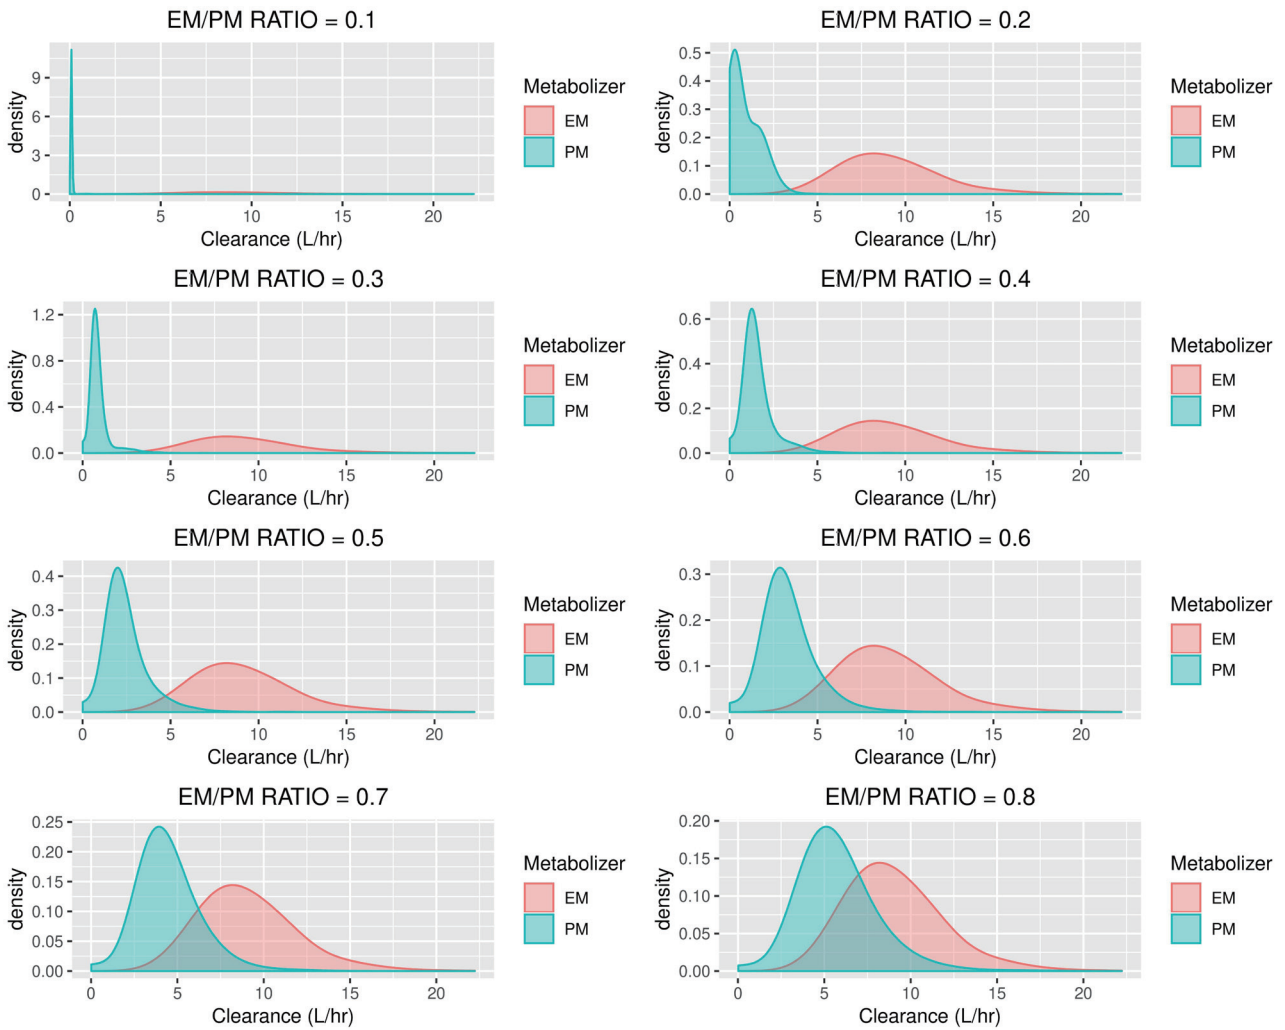 EM/PM RATIO = 0.1
density
9
6
3
0
0 5 10 15 20
Clearance (L/hr)
Metabolizer
EM
PM
EM/PM RATIO = 0.2
density
0.5
0.4
0.3
0.2
0.1
0.0
0 5 10 15 20
Clearance (L/hr)
Metabolizer
EM
PM
EM/PM RATIO = 0.3
density
1.2
0.8
0.4
0.0
0 5 10 15 20
Clearance (L/hr)
Metabolizer
EM
PM
EM/PM RATIO = 0.4
density
0.6
0.4
0.2
0.0
0 5 10 15 20
Clearance (L/hr)
Metabolizer
EM
PM
EM/PM RATIO = 0.5
density
0.4
0.3
0.2
0.1
0.0
0 5 10 15 20
Clearance (L/hr)
Metabolizer
EM
PM
EM/PM RATIO = 0.6
density
0.3
0.2
0.1
0.0
0 5 10 15 20
Clearance (L/hr)
Metabolizer
EM
PM
EM/PM RATIO = 0.7
density
0.25
0.20
0.15
0.10
0.05
0.00
0 5 10 15 20
Clearance (L/hr)
Metabolizer
EM
PM
EM/PM RATIO = 0.8
density
0.20
0.15
0.10
0.05
0.00
0 5 10 15 20
Clearance (L/hr)
Metabolizer
EM
PM